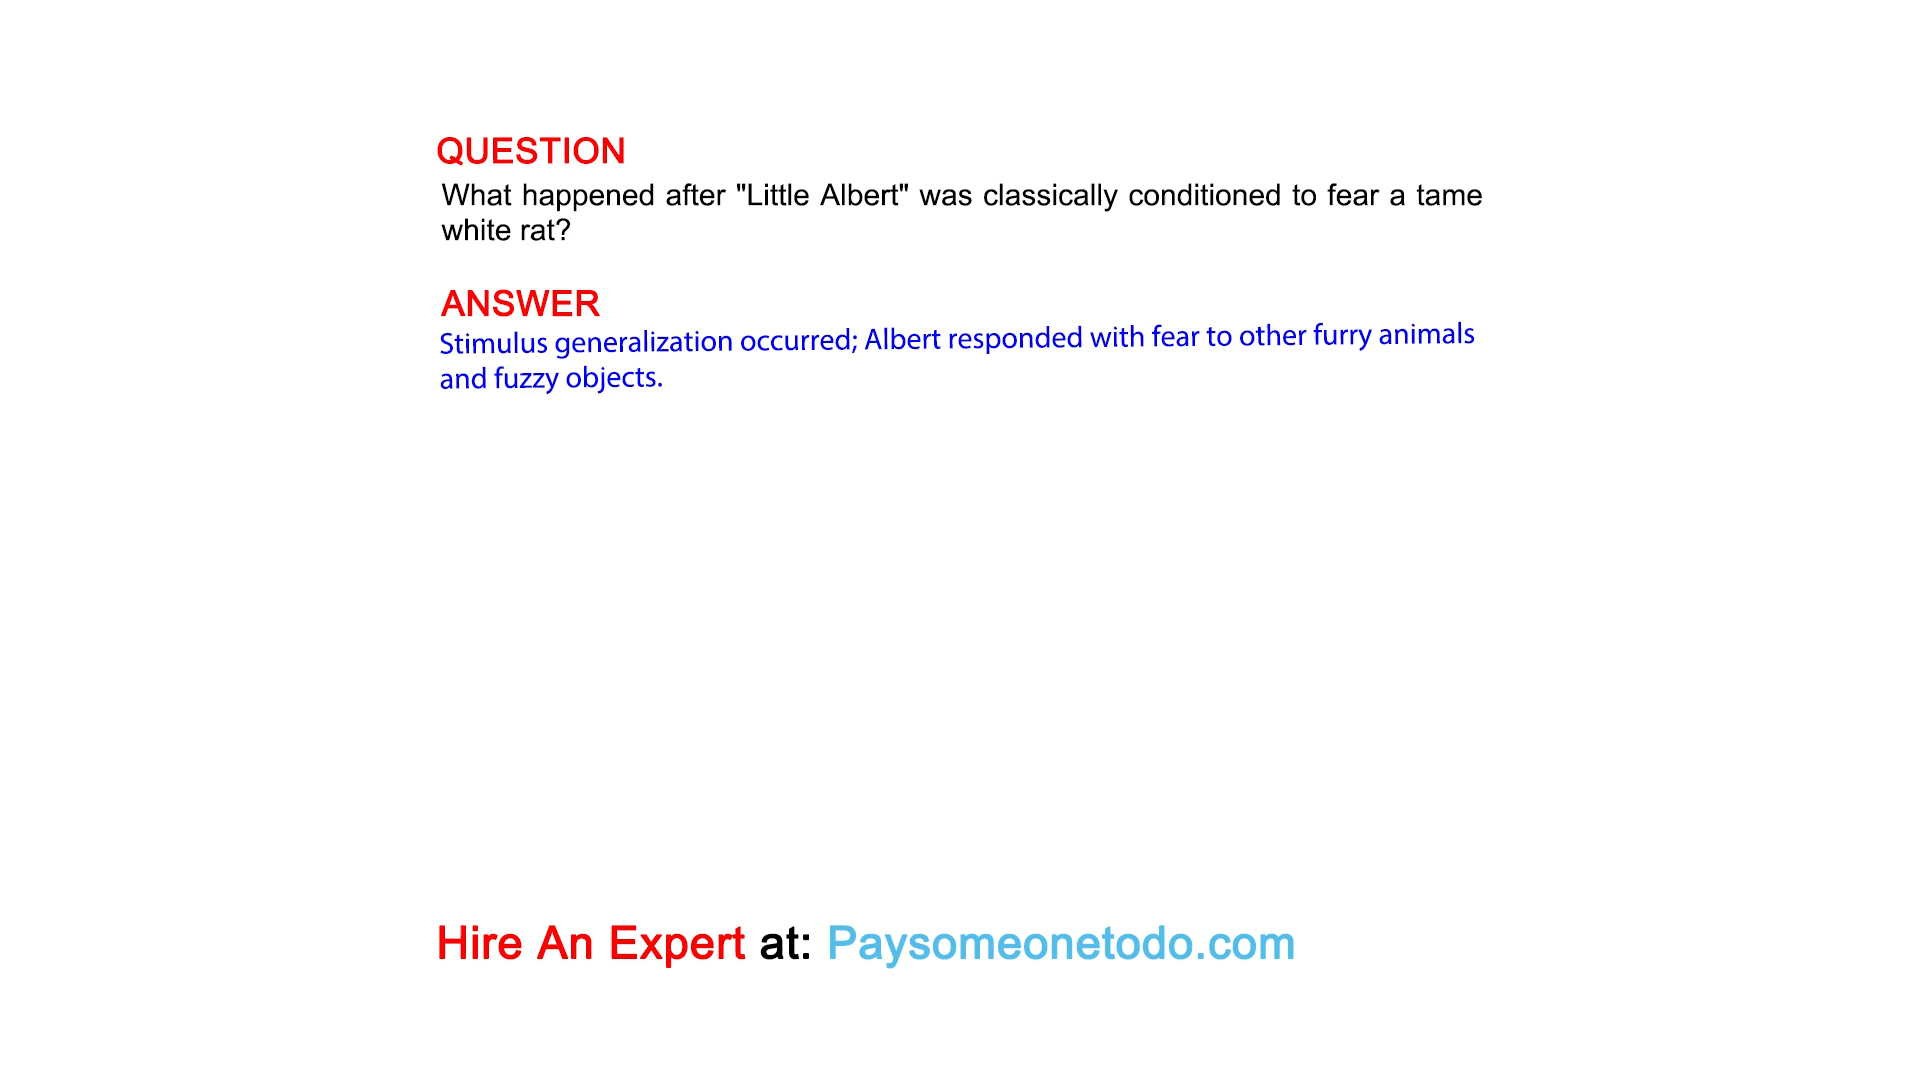 QUESTION
What happened after "Little Albert" was classically conditioned to fear a tame
white rat?
ANSWER
Stimulus generalization occurred; Albert responded with fear to other furry animals
and fuzzy objects.
Hire An Expert at: Paysomeonetodo.com